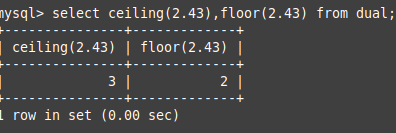 mysql> select ceiling(2.43),floor(2.43) from dual;
+---------------+-------------+
| ceiling(2.43) | floor(2.43) |
+---------------+-------------+
|             3 |           2 |
+---------------+-------------+
1 row in set (0.00 sec)